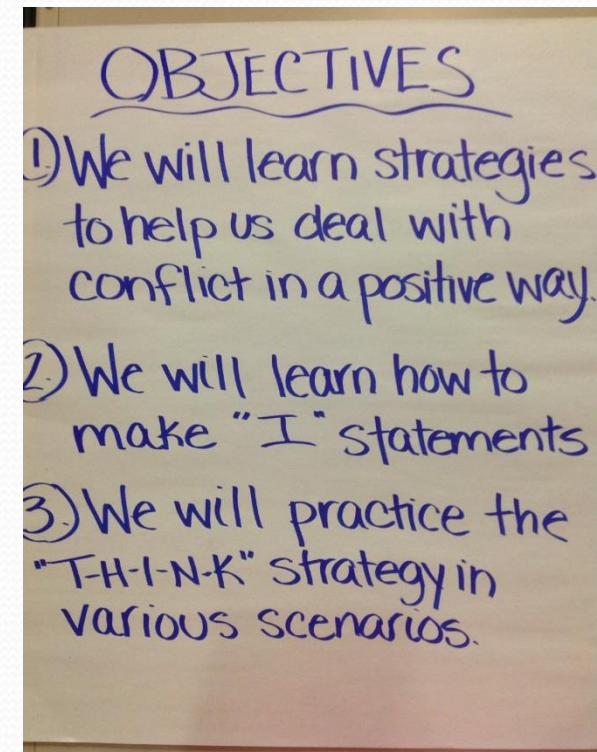 OBJECTIVES
1.) We will learn strategies
to help us deal with
conflict in a positive way.
2.) We will learn how to
make "I" statements
3.) We will practice the
"T-H-I-N-K" strategy in
various scenarios.